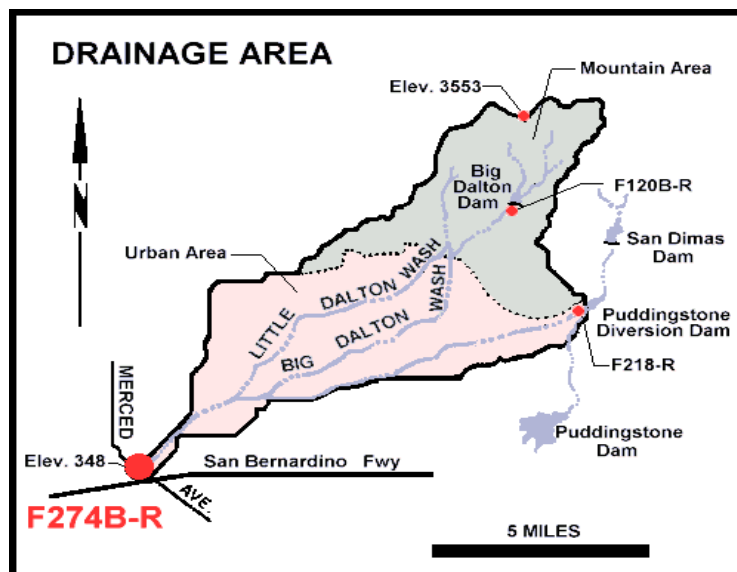 DRAINAGE AREA
Mountain Area
Elev. 3553
N
Big
Dalton
Dam
F120B-R
San Dimas
Dam
Urban Area
LITTLE DALTON WASH
BIG DALTON WASH
Puddingstone
Diversion Dam
F218-R
MERCED
AVE.
Puddingstone
Dam
Elev. 348
San Bernardino Fwy
F274B-R
5 MILES